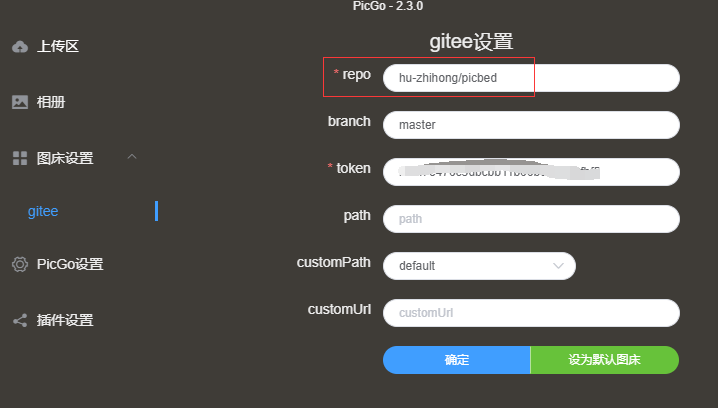 PicGo - 2.3.0
gitee设置
上传区
相册
图床设置
gitee
PicGo设置
插件设置
* repo
hu-zhihong/picbed
branch
master
* token
path
path
customPath
default
customUrl
customUrl
确定
设为默认图床